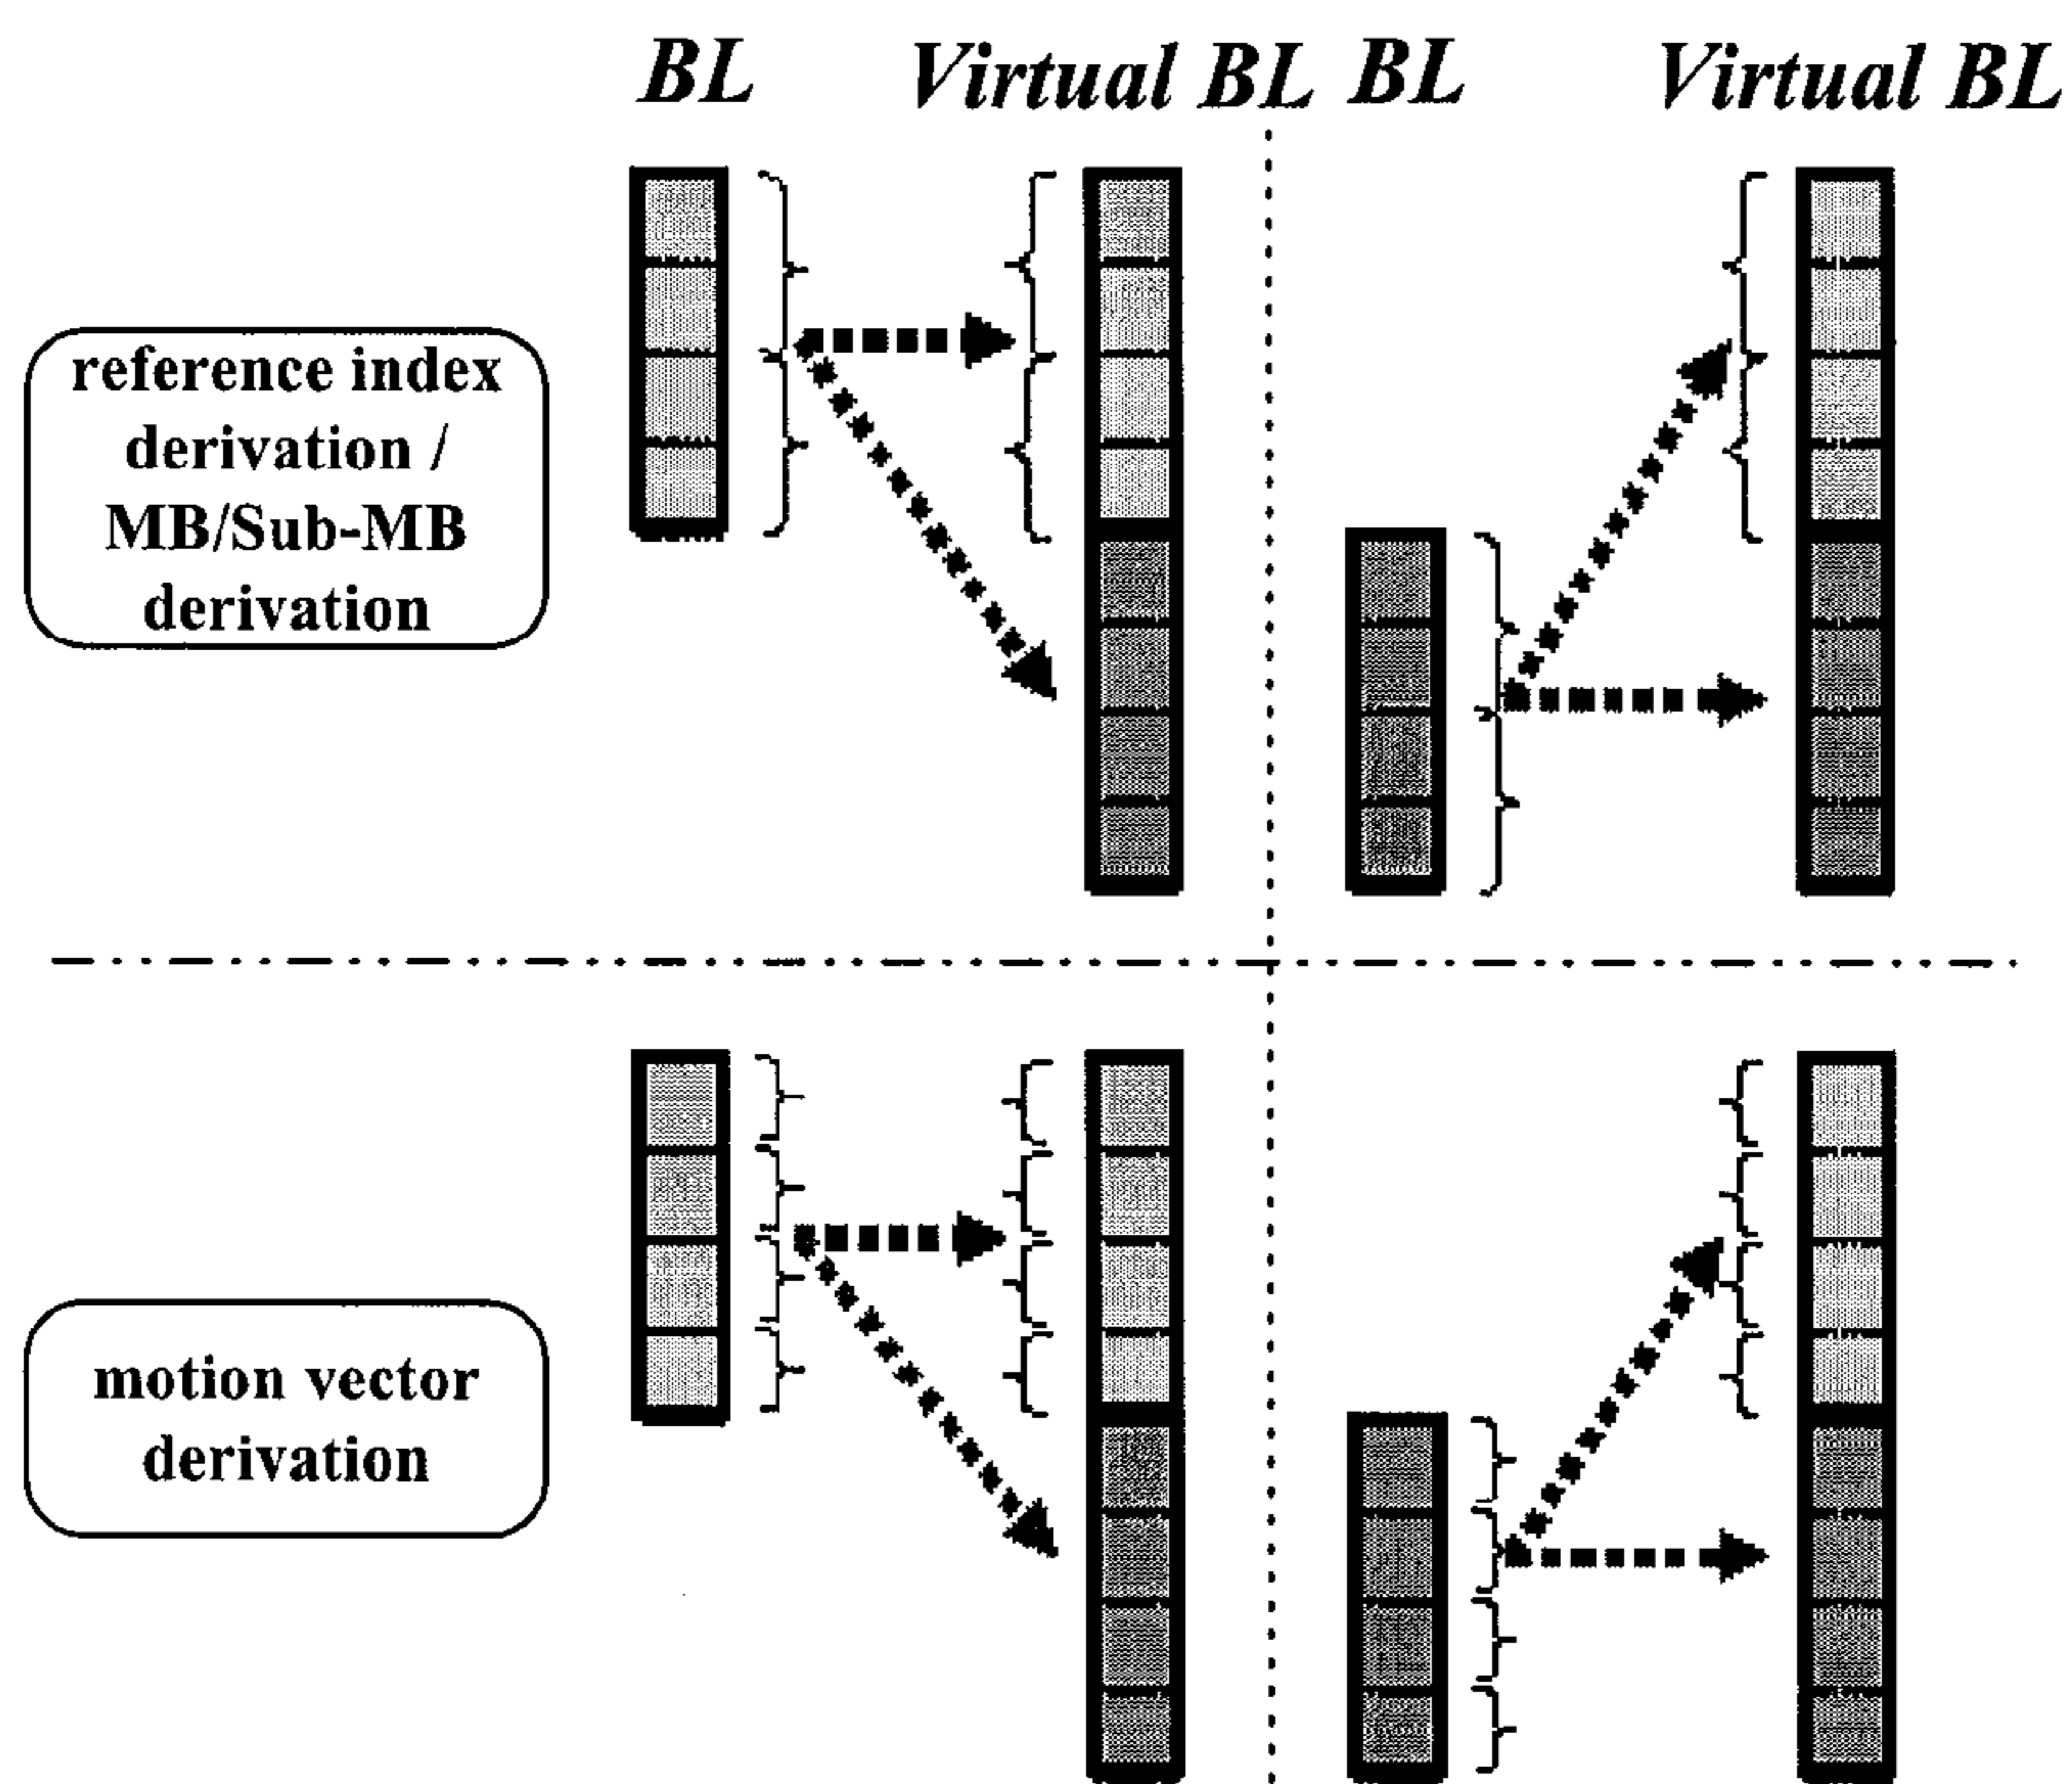 BL Virtual BL BL Virtual BL
reference index
derivation /
MB/Sub-MB
derivation
motion vector
derivation